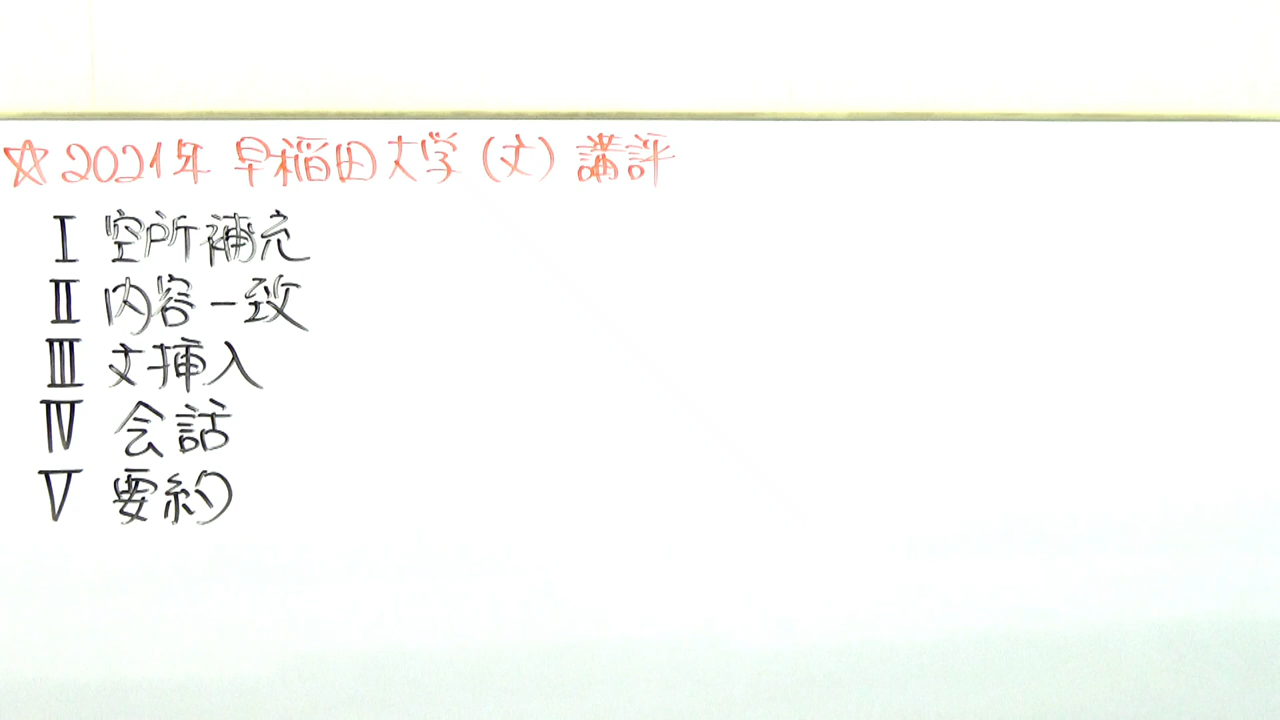 ☆2021年 早稲田大学(文)講評
Ⅰ 空所補充
Ⅱ 内容一致
Ⅲ 文挿入
Ⅳ 会話
Ⅴ 要約